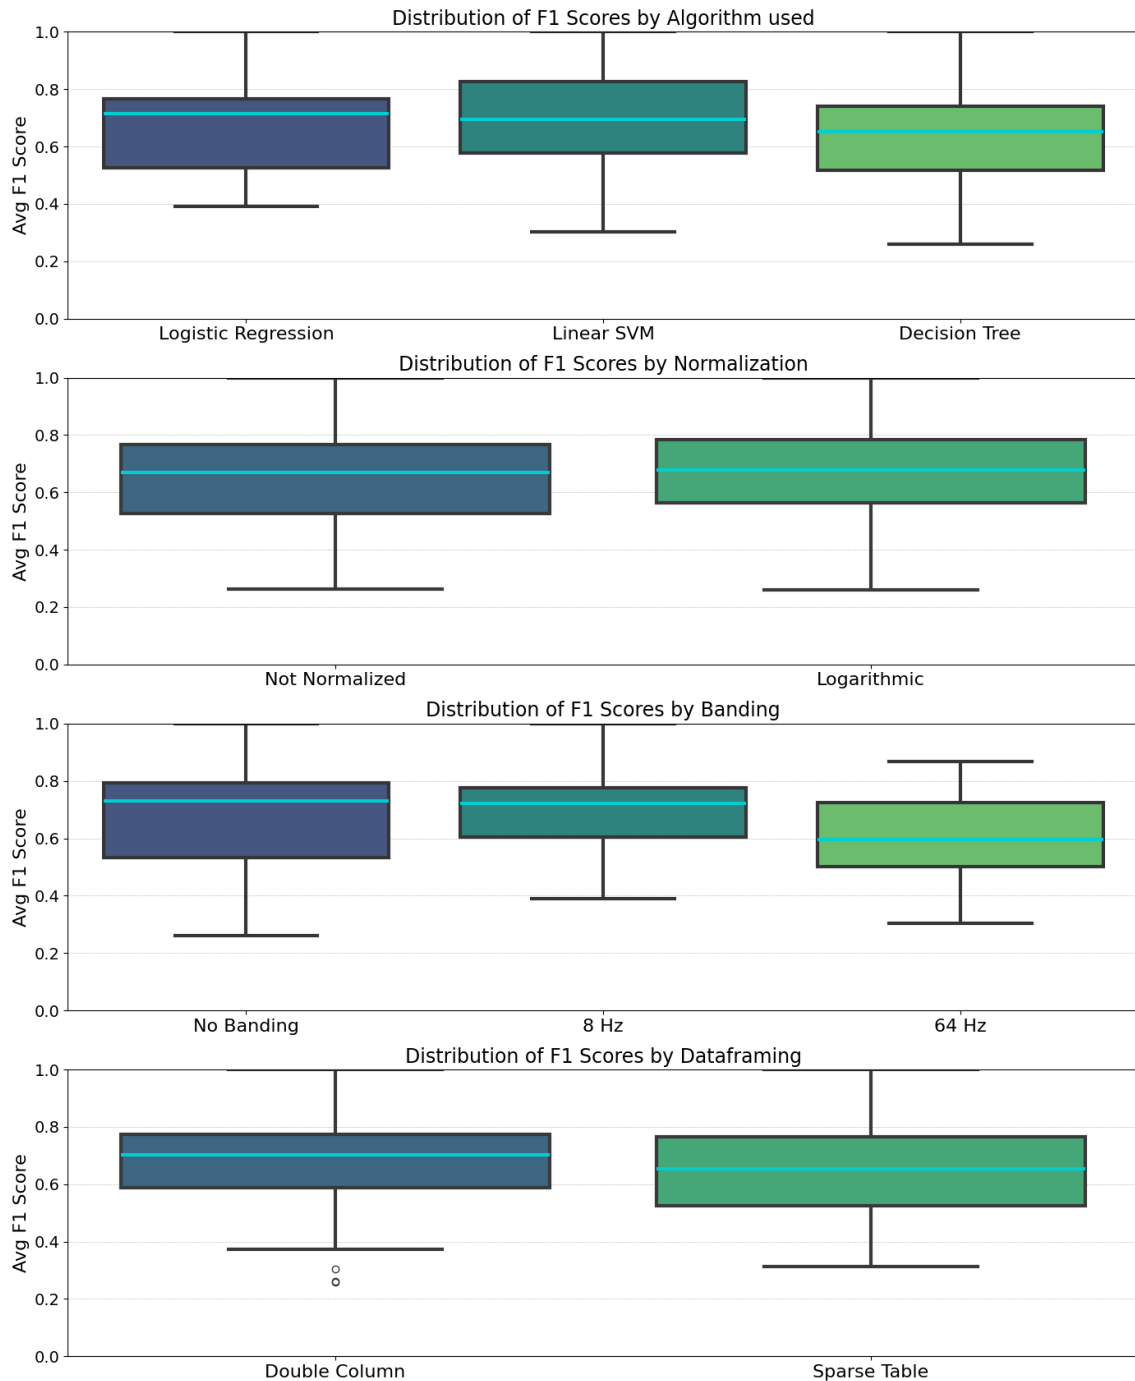 Distribution of F1 Scores by Algorithm used
Avg F1 Score
1.0
0.8
0.6
0.4
0.2
0.0
Logistic Regression
Linear SVM
Decision Tree
Distribution of F1 Scores by Normalization
Avg F1 Score
1.0
0.8
0.6
0.4
0.2
0.0
Not Normalized
Logarithmic
Distribution of F1 Scores by Banding
Avg F1 Score
1.0
0.8
0.6
0.4
0.2
0.0
No Banding
8 Hz
64 Hz
Distribution of F1 Scores by Dataframing
Avg F1 Score
1.0
0.8
0.6
0.4
0.2
0.0
Double Column
Sparse Table